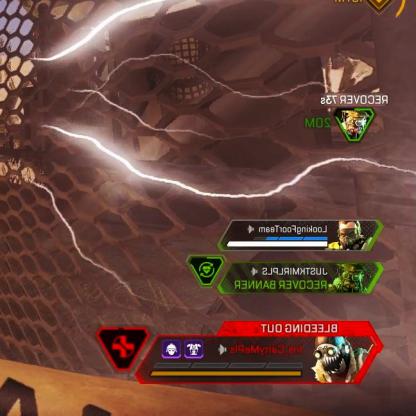 RECOVER 73s
20M
LookingFoorTeam
JUSTKMIRLPLS
RECOVER BANNER
BLEEDING OUT